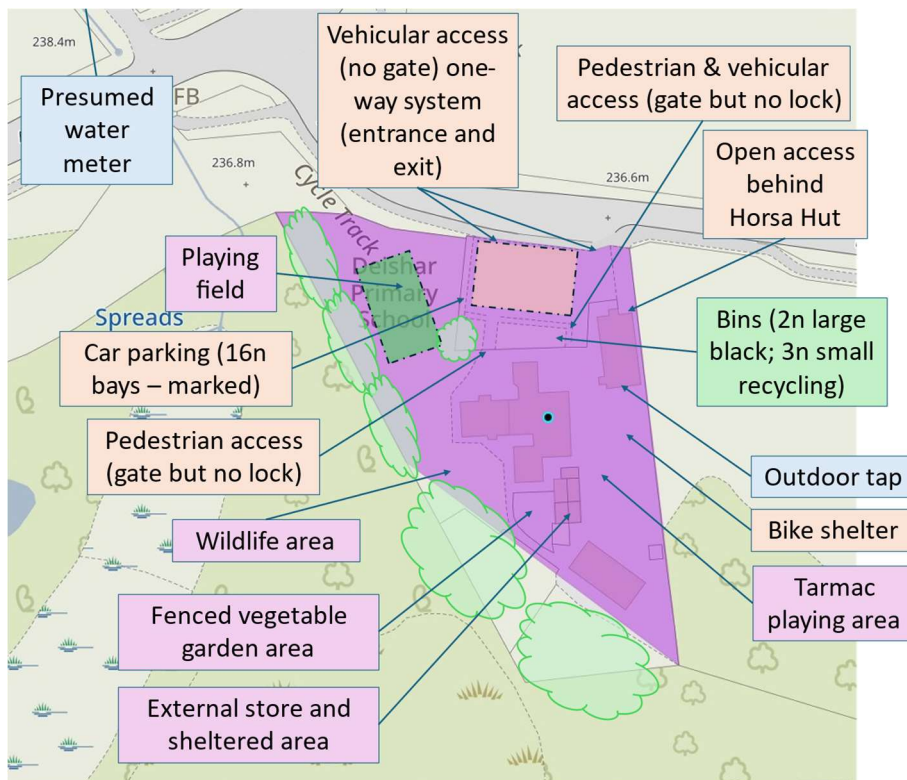 238.4m
Presumed
water
meter
FB
Vehicular access
(no gate) one-
way system
(entrance and
exit)
Pedestrian & vehicular
access (gate but no lock)
236.8m
236.6m
Open access
behind
Horsa Hut
Cycle Track
Playing
field
Deishar
Primary
School
Spreads
Car parking (16n
bays – marked)
Bins (2n large
black; 3n small
recycling)
Pedestrian access
(gate but no lock)
Outdoor tap
Wildlife area
Bike shelter
Tarmac
playing area
Fenced vegetable
garden area
External store and
sheltered area